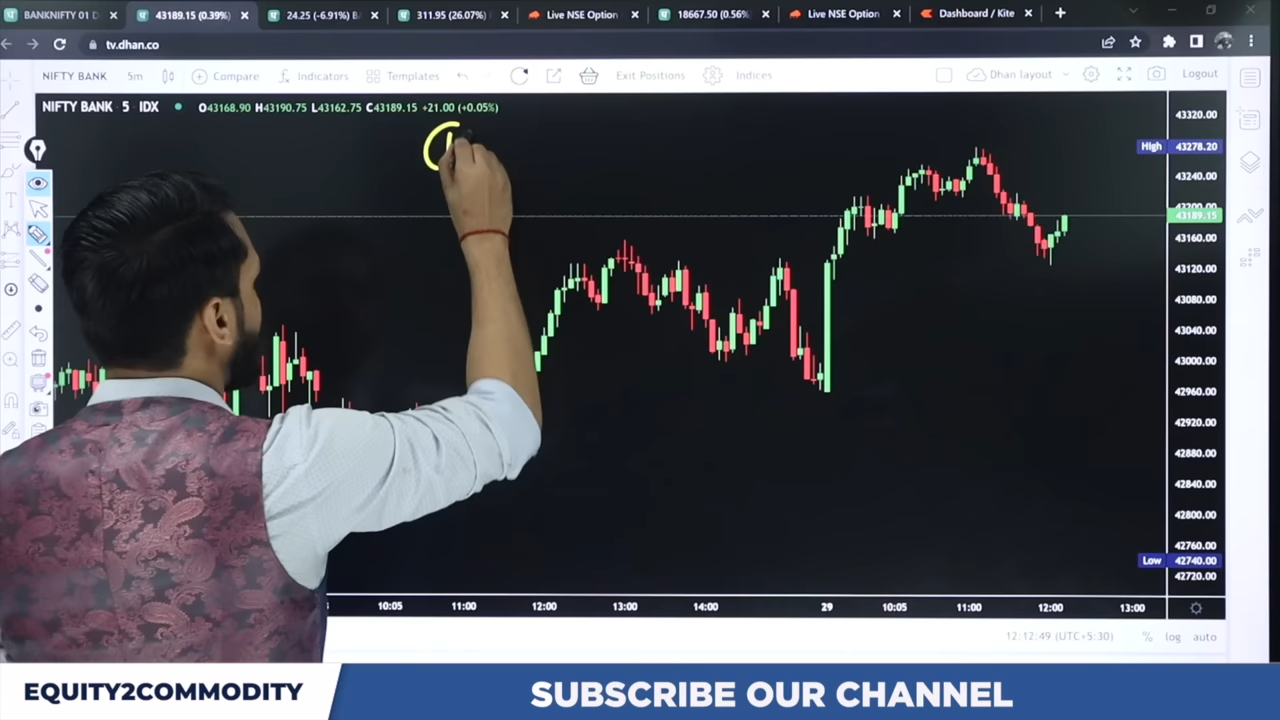 BANKNIFTY 01 D
43189.15 (0.39%)
24.25 (-6.91%) B
311.95 (26.07%)
Live NSE Option
18667.50 (0.56%
Live NSE Option
Dashboard / Kite
tv.dhan.co
NIFTY BANK 5m Compare Indicators Templates Exit Positions Indices Dhan layout Logout
NIFTY BANK 5 IDX O43168.90 H43190.75 L43162.75 C43189.15 +21.00 (+0.05%)
43320.00
High 43278.20
43240.00
43200.00
43189.15
43160.00
43120.00
43080.00
43040.00
43000.00
42960.00
42920.00
42880.00
42840.00
42800.00
42760.00
Low 42740.00
42720.00
10:05 11:00 12:00 13:00 14:00 29 10:05 11:00 12:00 13:00
12:12:49 (UTC+5:30) % log auto
EQUITY2COMMODITY
SUBSCRIBE OUR CHANNEL